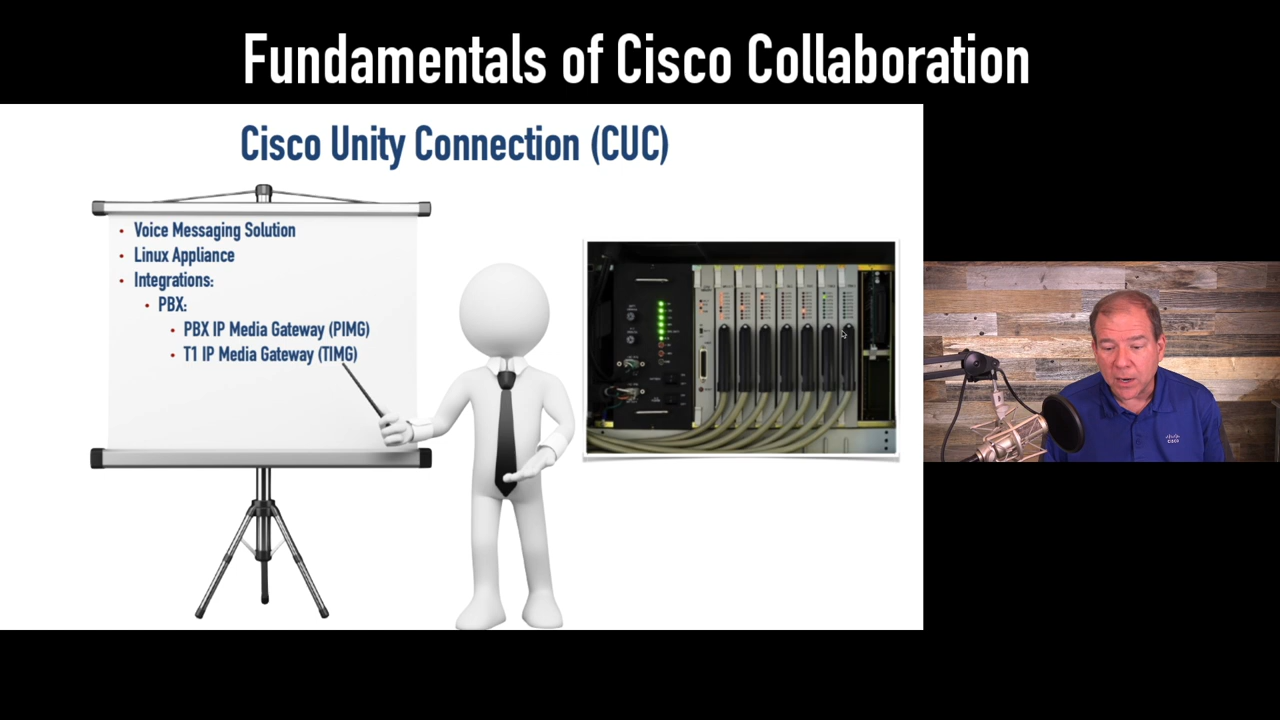 Fundamentals of Cisco Collaboration
Cisco Unity Connection (CUC)
• Voice Messaging Solution
• Linux Appliance
• Integrations:
• PBX:
• PBX IP Media Gateway (PIMG)
• T1 IP Media Gateway (TIMG)
CISCO